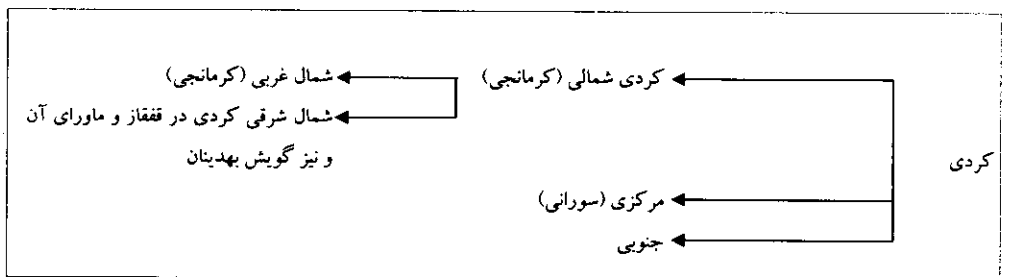 کردی شمالی (کرمانجی)
شمال غربی (کرمانجی)
شمال شرقی کردی در قفقاز و ماورای آن
و نیز گویش بهدینان
کردی
مرکزی (سورانی)
جنوبی